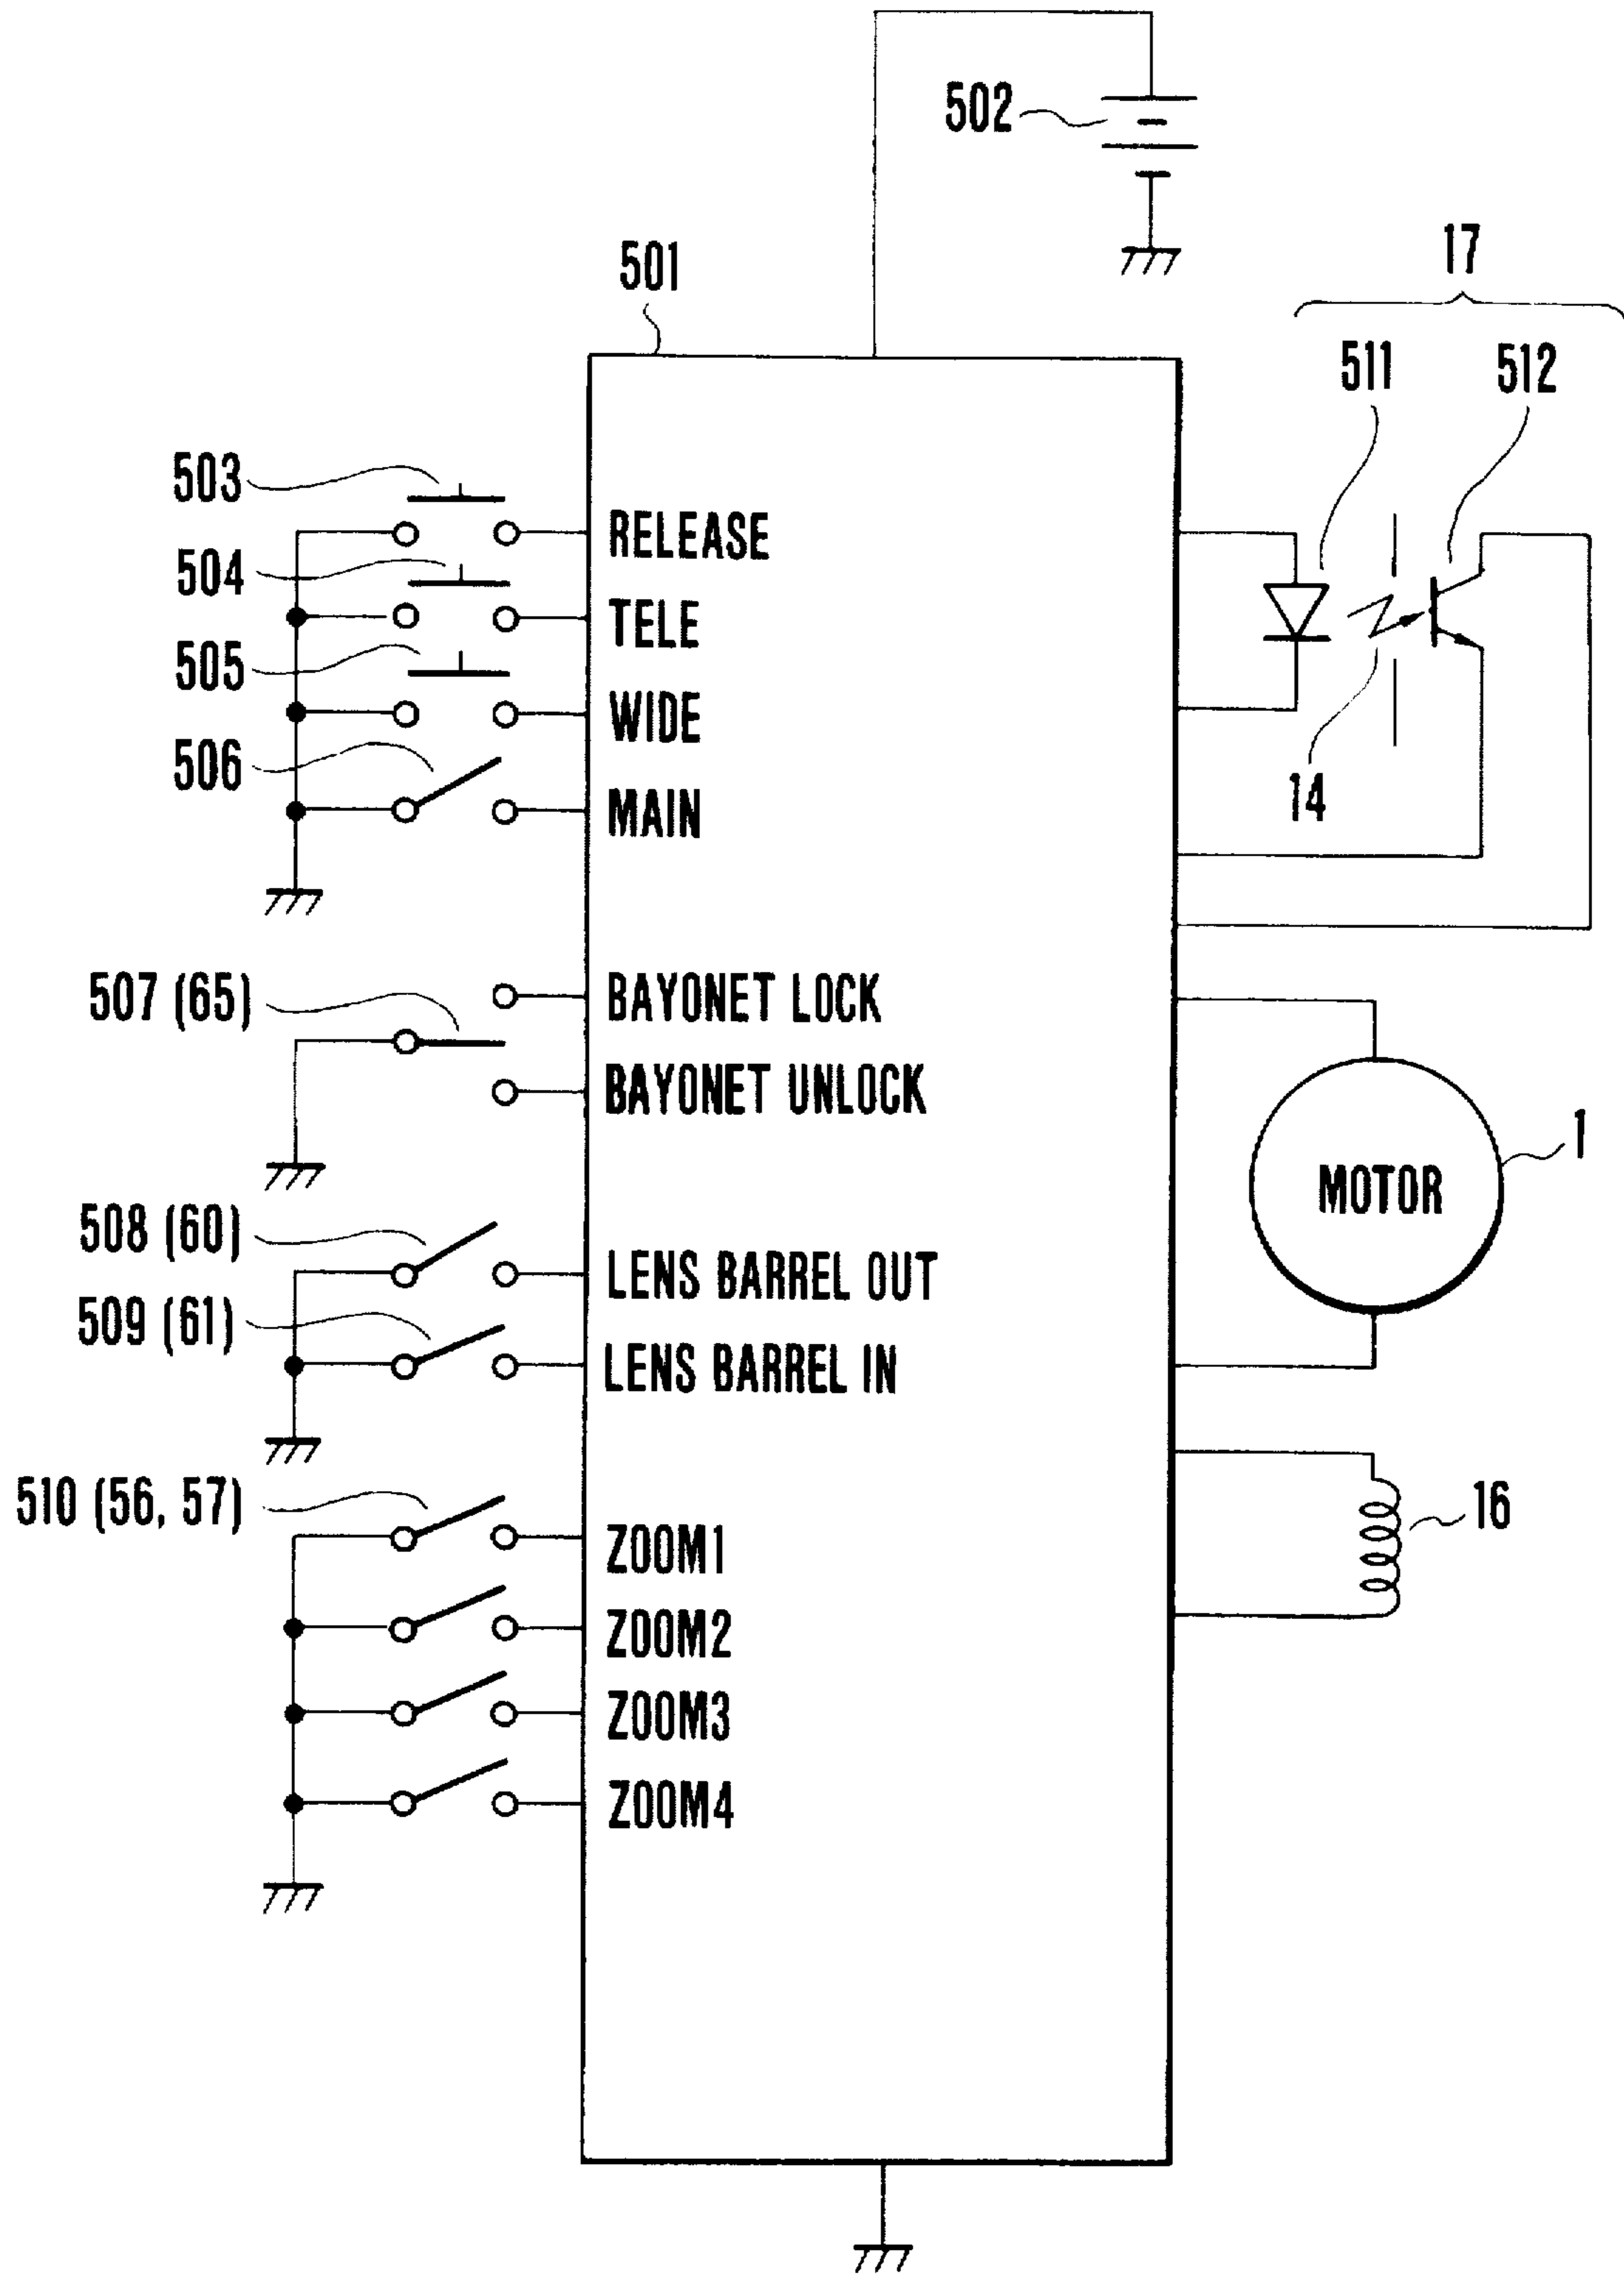 502
501
17
511
512
503
RELEASE
504
TELE
505
WIDE
506
MAIN
14
507 (65)
BAYONET LOCK
BAYONET UNLOCK
1
MOTOR
508 (60)
LENS BARREL OUT
509 (61)
LENS BARREL IN
510 (56, 57)
ZOOM1
16
ZOOM2
ZOOM3
ZOOM4